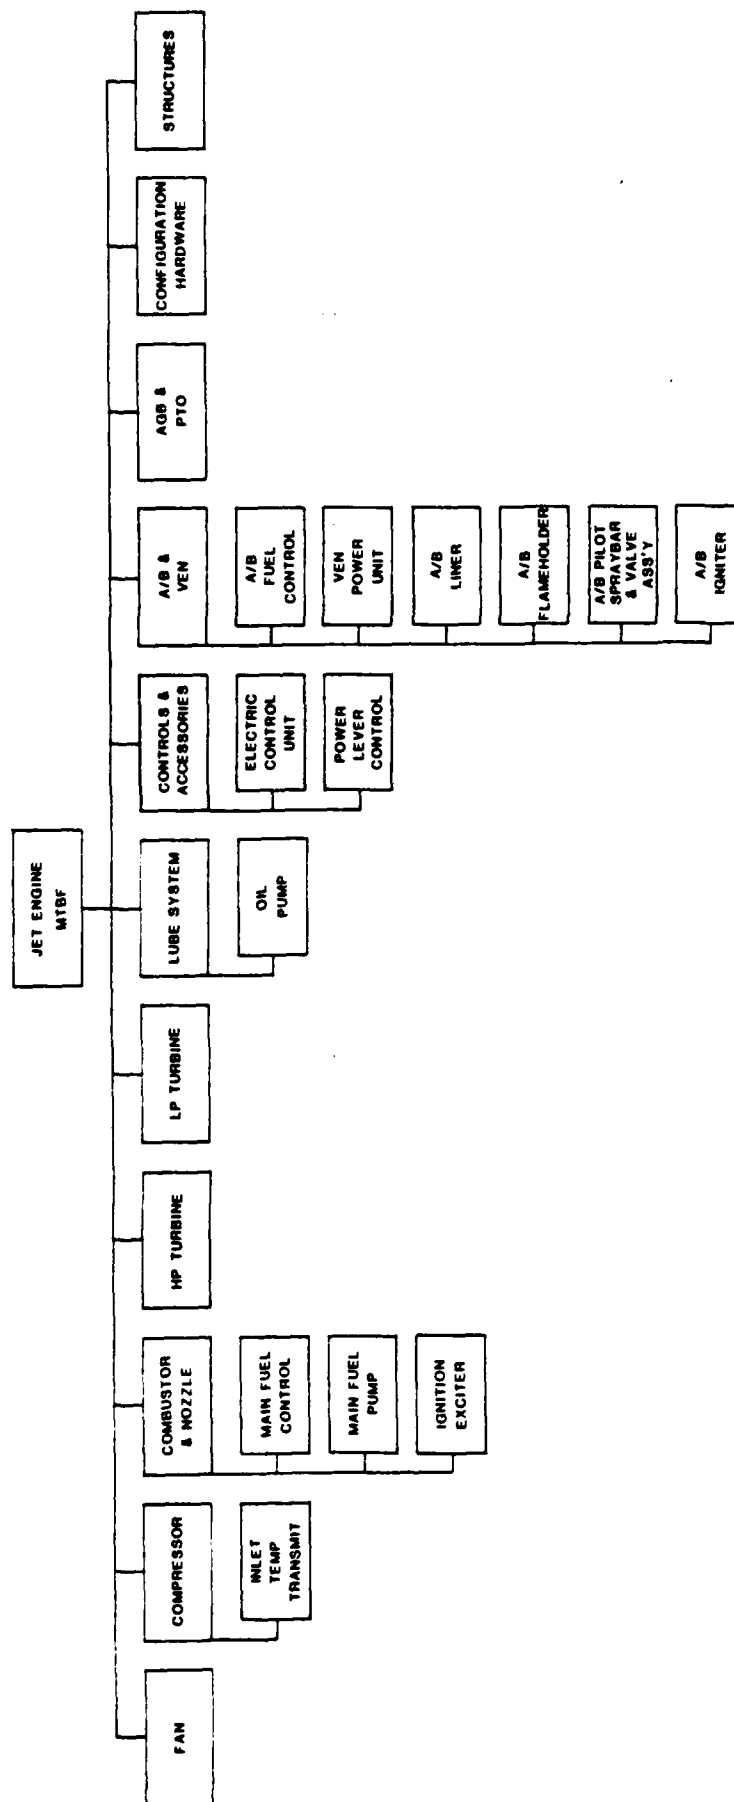 JET ENGINE
MTBF
FAN
COMPRESSOR
INLET
TEMP
TRANSMIT
COMBUSTOR
& NOZZLE
MAIN FUEL
CONTROL
MAIN FUEL
PUMP
IGNITION
EXCITER
HP TURBINE
LP TURBINE
LUBE SYSTEM
OIL
PUMP
CONTROLS &
ACCESSORIES
ELECTRIC
CONTROL
UNIT
POWER
LEVER
CONTROL
A/B &
VEN
A/B
FUEL
CONTROL
VEN
POWER
UNIT
A/B
LINER
A/B
FLAMEHOLDER
A/B PILOT
SPRAYBAR
& VALVE
ASS'Y
A/B
IGNITER
AGB &
PTO
CONFIGURATION
HARDWARE
STRUCTURES